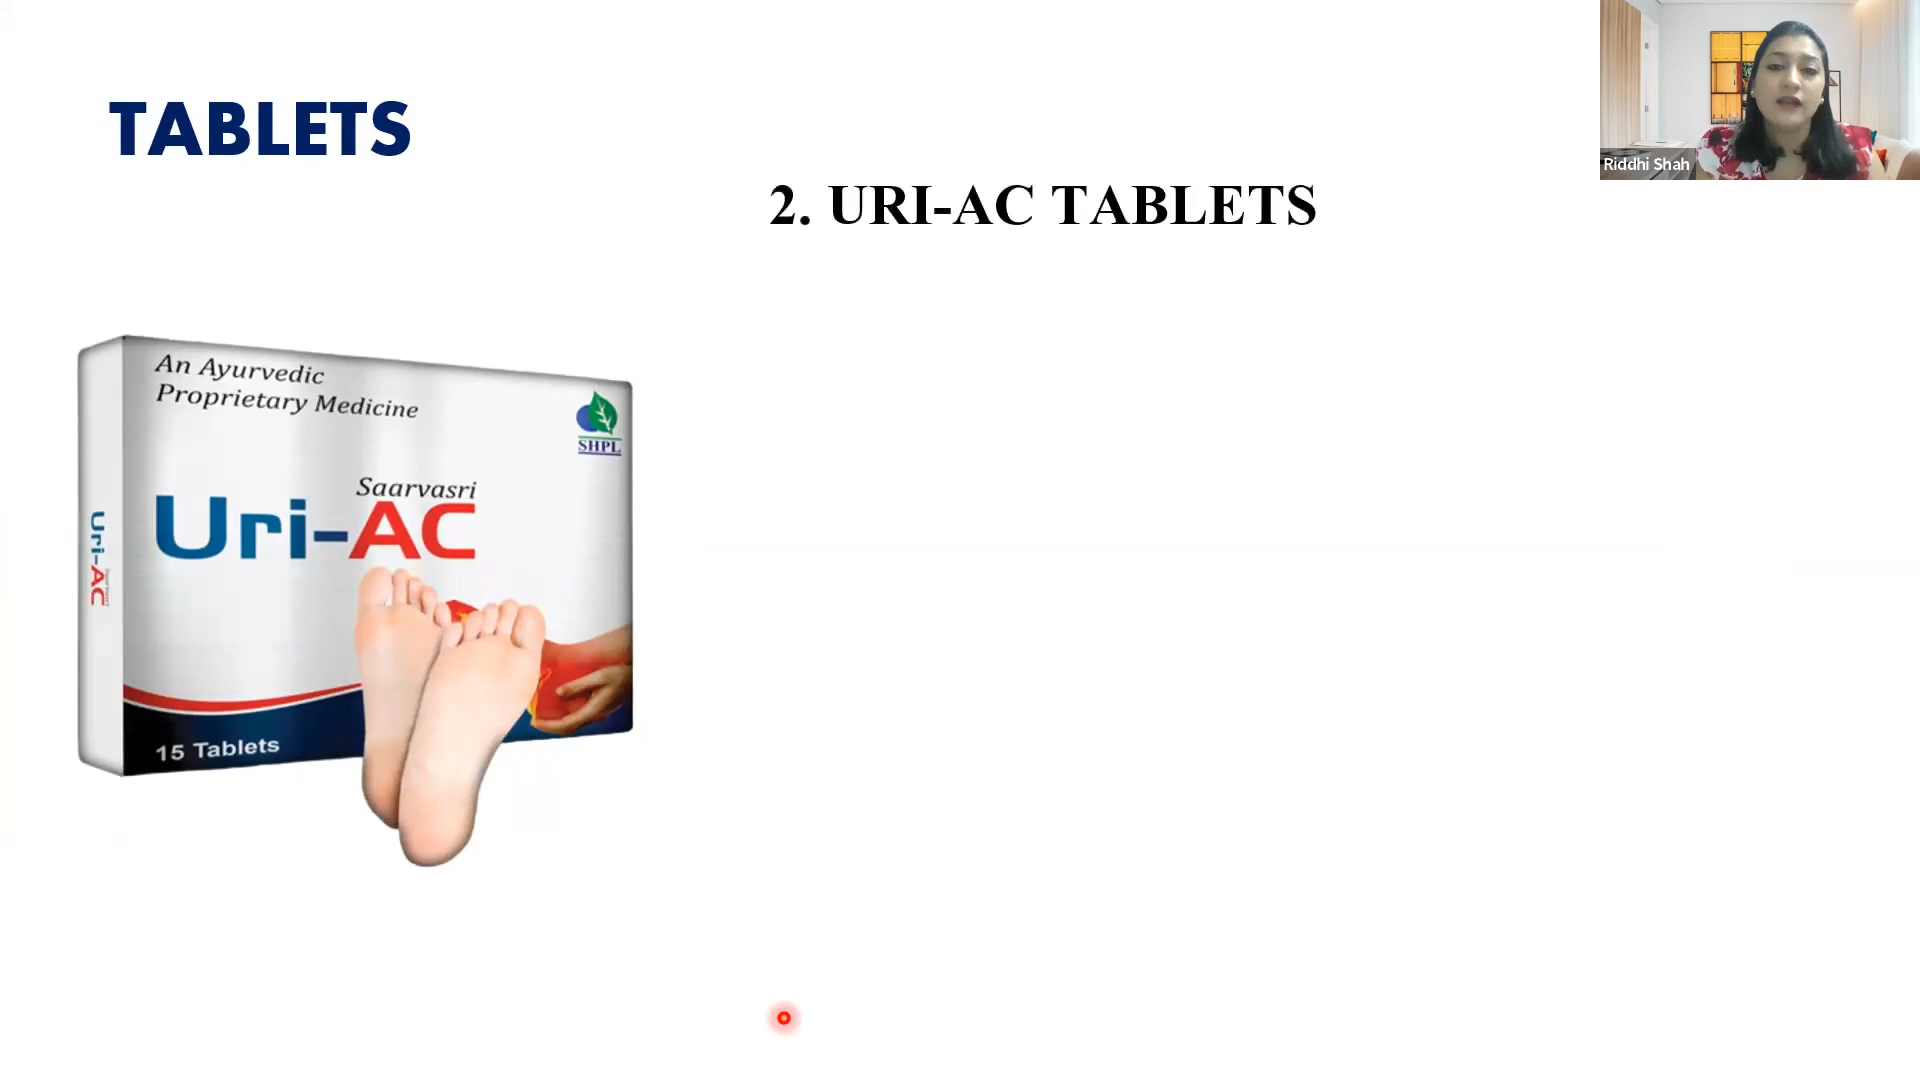 TABLETS
Riddhi Shah
2. URI-AC TABLETS
An Ayurvedic
Proprietary Medicine
SHPL
Saarvasri
Uri-AC
Uri-AC
15 Tablets